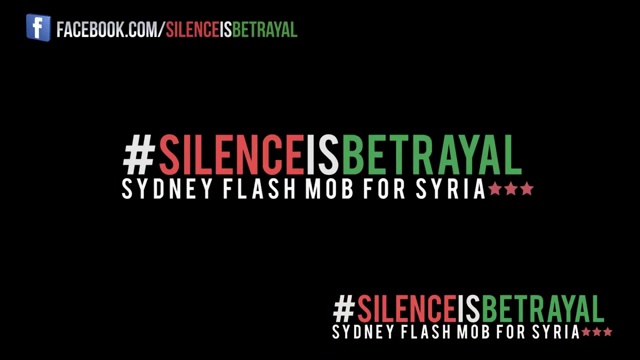 FACEBOOK.COM/SILENCEISBETRAYAL
#SILENCEISBETRAYAL
SYDNEY FLASH MOB FOR SYRIA
#SILENCEISBETRAYAL
SYDNEY FLASH MOB FOR SYRIA